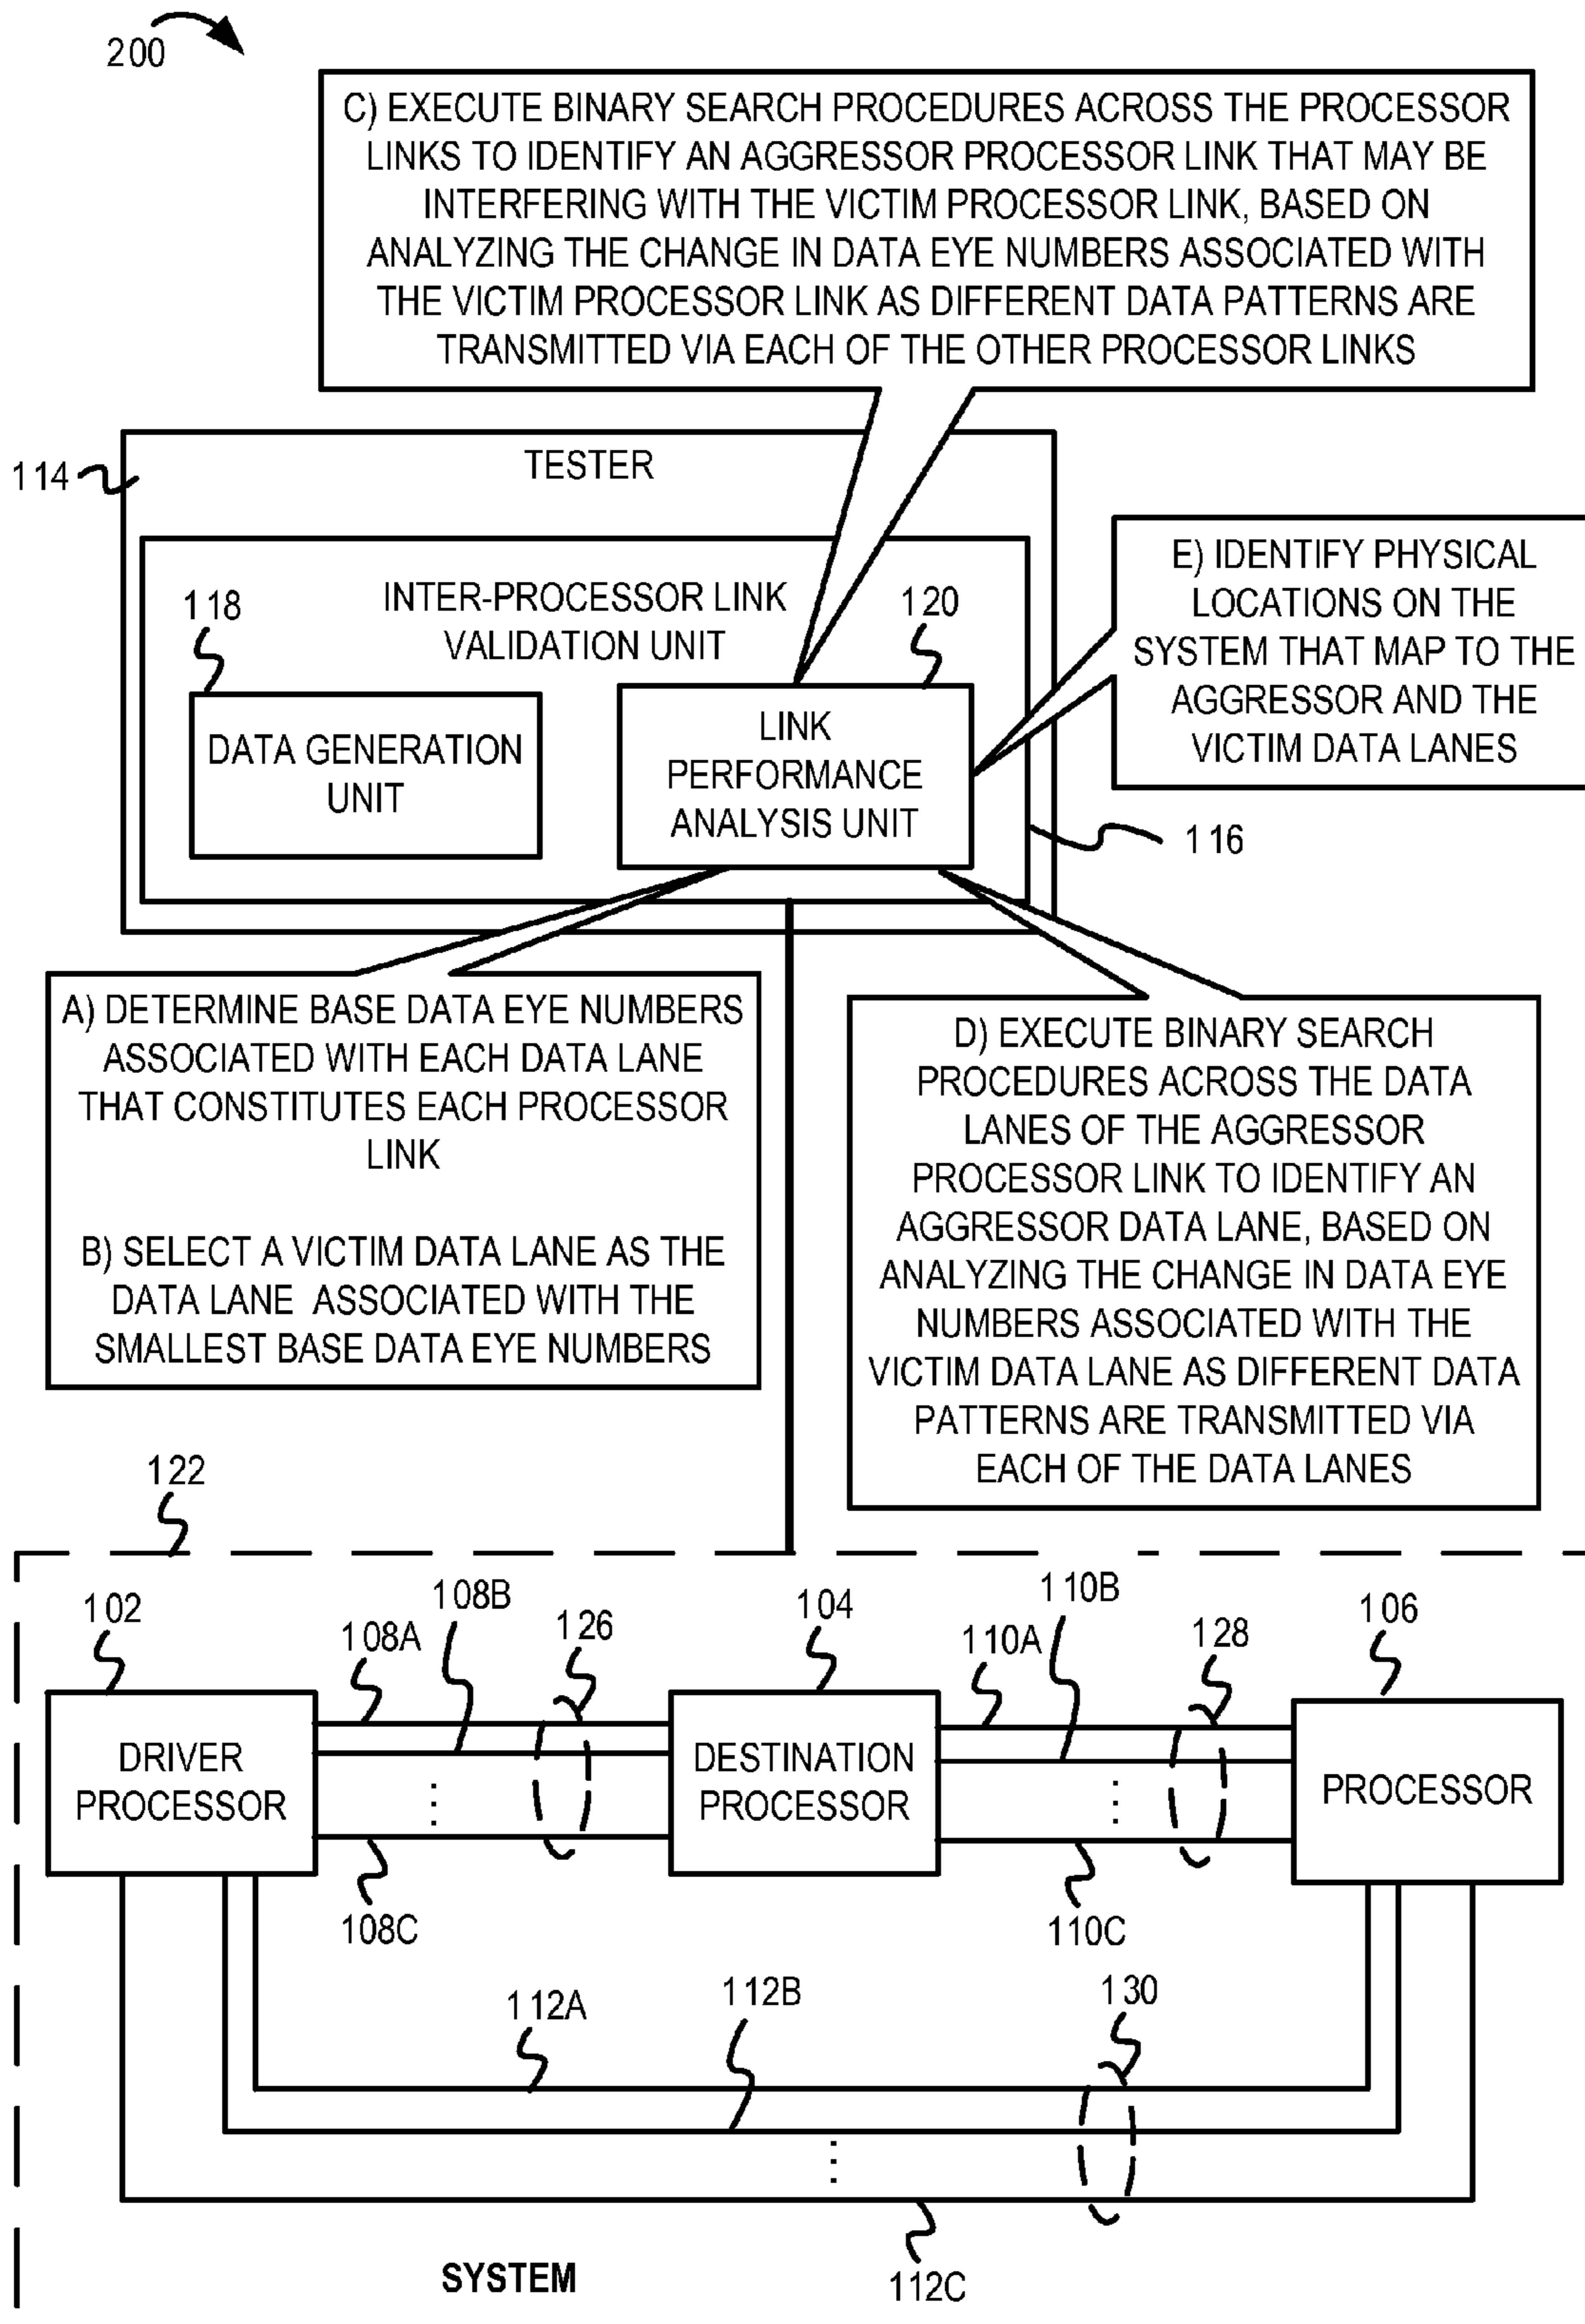 200
C) EXECUTE BINARY SEARCH PROCEDURES ACROSS THE PROCESSOR
LINKS TO IDENTIFY AN AGGRESSOR PROCESSOR LINK THAT MAY BE
INTERFERING WITH THE VICTIM PROCESSOR LINK, BASED ON
ANALYZING THE CHANGE IN DATA EYE NUMBERS ASSOCIATED WITH
THE VICTIM PROCESSOR LINK AS DIFFERENT DATA PATTERNS ARE
TRANSMITTED VIA EACH OF THE OTHER PROCESSOR LINKS
114
TESTER
INTER-PROCESSOR LINK
VALIDATION UNIT
118
120
DATA GENERATION
UNIT
LINK
PERFORMANCE
ANALYSIS UNIT
E) IDENTIFY PHYSICAL
LOCATIONS ON THE
SYSTEM THAT MAP TO THE
AGGRESSOR AND THE
VICTIM DATA LANES
116
A) DETERMINE BASE DATA EYE NUMBERS
ASSOCIATED WITH EACH DATA LANE
THAT CONSTITUTES EACH PROCESSOR
LINK
B) SELECT A VICTIM DATA LANE AS THE
DATA LANE ASSOCIATED WITH THE
SMALLEST BASE DATA EYE NUMBERS
D) EXECUTE BINARY SEARCH
PROCEDURES ACROSS THE DATA
LANES OF THE AGGRESSOR
PROCESSOR LINK TO IDENTIFY AN
AGGRESSOR DATA LANE, BASED ON
ANALYZING THE CHANGE IN DATA EYE
NUMBERS ASSOCIATED WITH THE
VICTIM DATA LANE AS DIFFERENT DATA
PATTERNS ARE TRANSMITTED VIA
EACH OF THE DATA LANES
122
102
108A
108B
126
104
110A
110B
128
106
DRIVER
PROCESSOR
DESTINATION
PROCESSOR
PROCESSOR
108C
110C
112A
112B
130
112C
SYSTEM